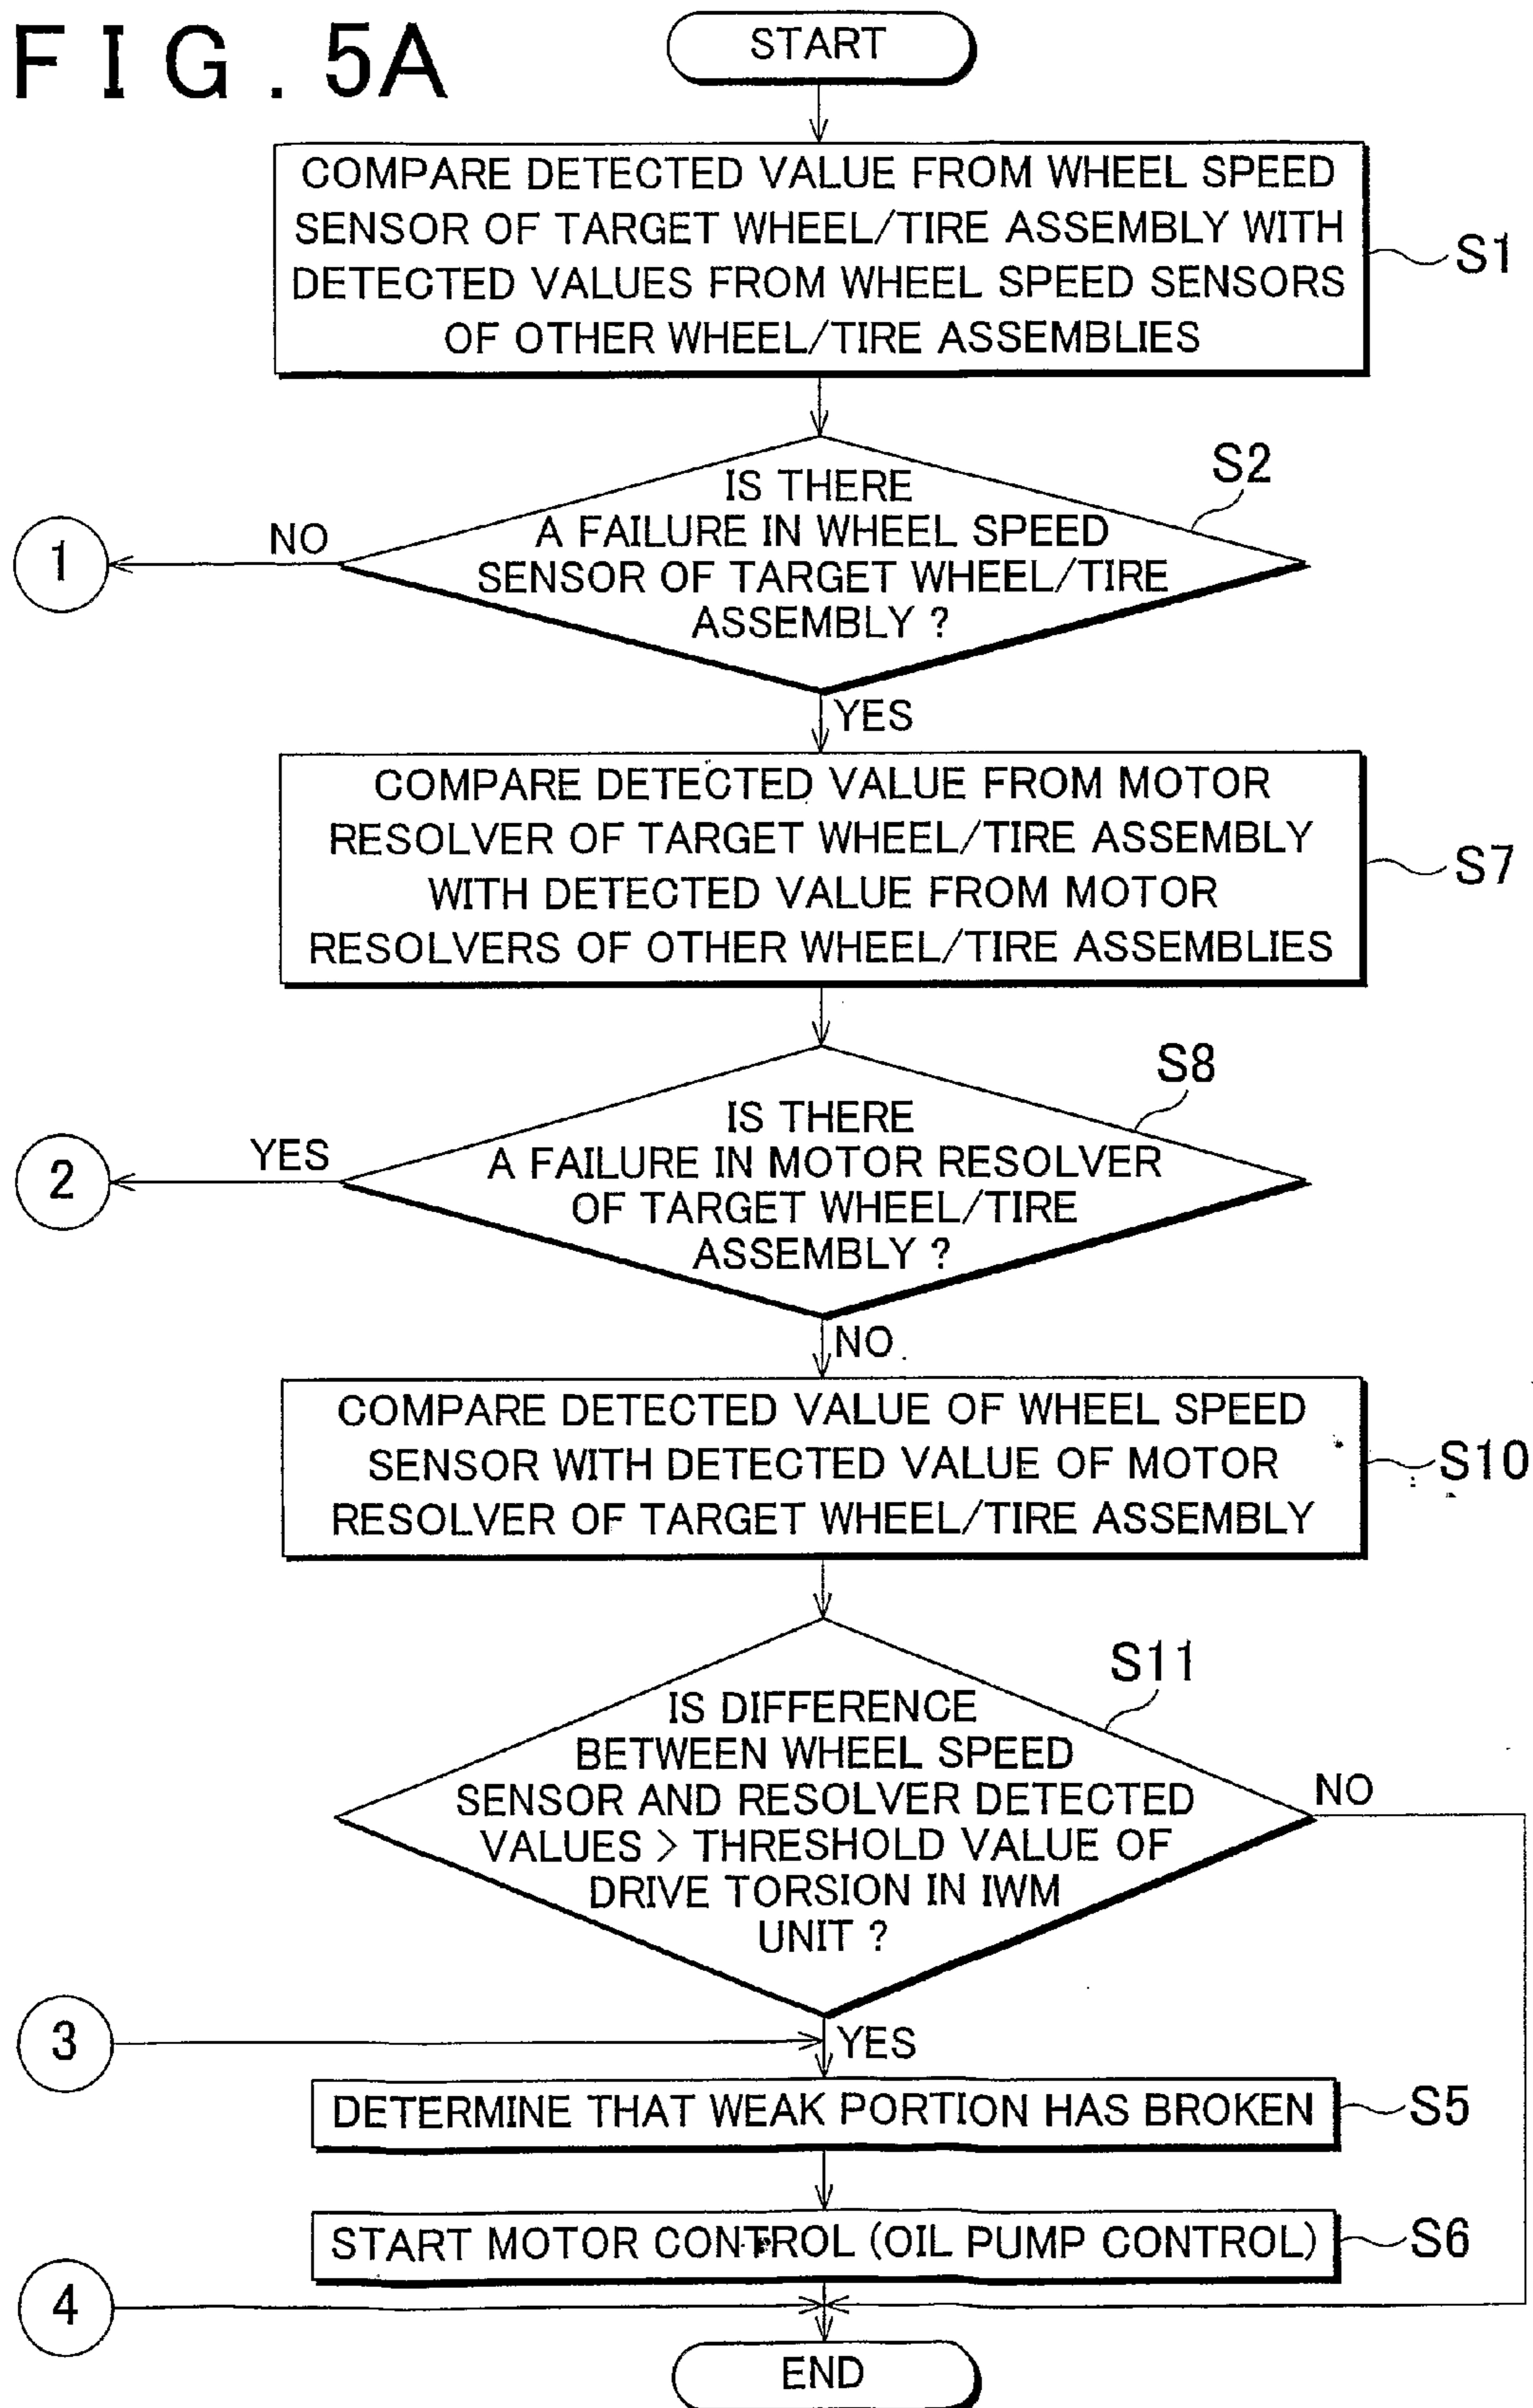 FIG. 5A
START
COMPARE DETECTED VALUE FROM WHEEL SPEED
SENSOR OF TARGET WHEEL/TIRE ASSEMBLY WITH
DETECTED VALUES FROM WHEEL SPEED SENSORS
OF OTHER WHEEL/TIRE ASSEMBLIES
S1
IS THERE
A FAILURE IN WHEEL SPEED
SENSOR OF TARGET WHEEL/TIRE
ASSEMBLY ?
S2
NO
1
YES
COMPARE DETECTED VALUE FROM MOTOR
RESOLVER OF TARGET WHEEL/TIRE ASSEMBLY
WITH DETECTED VALUE FROM MOTOR
RESOLVERS OF OTHER WHEEL/TIRE ASSEMBLIES
S7
IS THERE
A FAILURE IN MOTOR RESOLVER
OF TARGET WHEEL/TIRE
ASSEMBLY ?
S8
YES
2
NO
COMPARE DETECTED VALUE OF WHEEL SPEED
SENSOR WITH DETECTED VALUE OF MOTOR
RESOLVER OF TARGET WHEEL/TIRE ASSEMBLY
S10
IS DIFFERENCE
BETWEEN WHEEL SPEED
SENSOR AND RESOLVER DETECTED
VALUES > THRESHOLD VALUE OF
DRIVE TORSION IN IWM
UNIT ?
S11
NO
3
YES
DETERMINE THAT WEAK PORTION HAS BROKEN
S5
START MOTOR CONTROL (OIL PUMP CONTROL)
S6
4
END